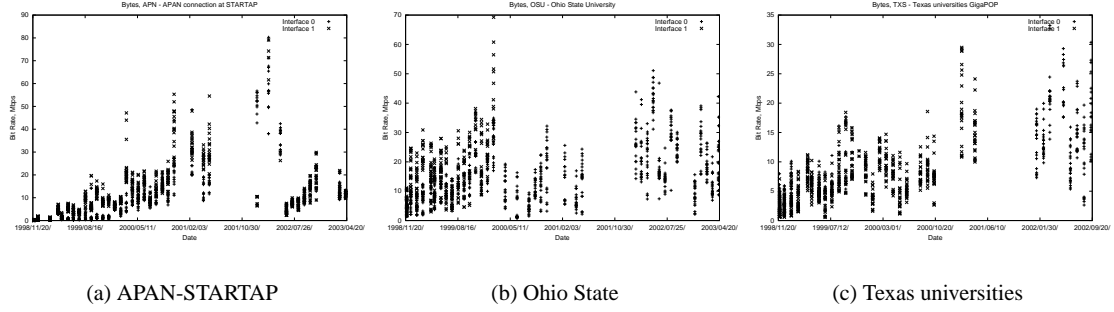 Bytes, APN - APAN connection at STARTAP
Interface 0
Interface 1
Bit Rate, Mbps
90
80
70
60
50
40
30
20
10
0
1998/11/20/
1999/08/16/
2000/05/11/
2001/02/03/
2001/10/30/
2002/07/26/
2003/04/20/
Date
(a) APAN-STARTAP
Bytes, OSU - Ohio State University
Interface 0
Interface 1
Bit Rate, Mbps
70
60
50
40
30
20
10
0
1998/11/20/
1999/08/16/
2000/05/11/
2001/02/03/
2001/10/30/
2002/07/25/
2003/04/20/
Date
(b) Ohio State
Bytes, TXS - Texas universities GigaPOP
Interface 0
Interface 1
Bit Rate, Mbps
35
30
25
20
15
10
5
0
1998/11/20/
1999/07/12/
2000/03/01/
2000/10/20/
2001/06/10/
2002/01/30/
2002/09/20/
Date
(c) Texas universities